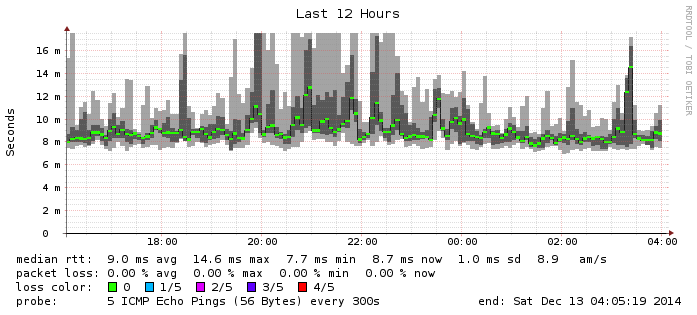 Last 12 Hours
RRDTOOL / TOBI OETIKER
Seconds
16 m
14 m
12 m
10 m
8 m
6 m
4 m
2 m
0
18:00 20:00 22:00 00:00 02:00 04:00
median rtt: 9.0 ms avg 14.6 ms max 7.7 ms min 8.7 ms now 1.0 ms sd 8.9 am/s
packet loss: 0.00 % avg 0.00 % max 0.00 % min 0.00 % now
loss color: 0 1/5 2/5 3/5 4/5
probe: 5 ICMP Echo Pings (56 Bytes) every 300s end: Sat Dec 13 04:05:19 2014